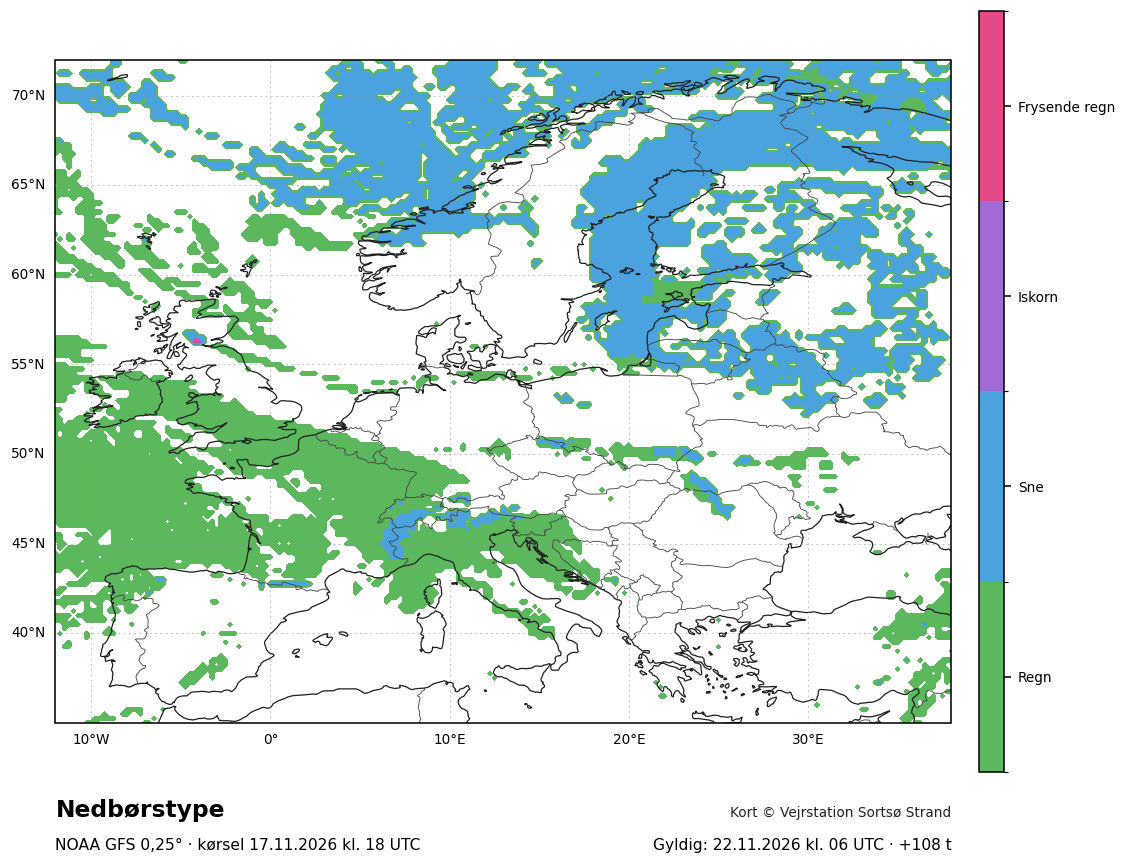 70°N
65°N
60°N
55°N
50°N
45°N
40°N
10°W
0°
10°E
20°E
30°E
Frysende regn
Iskorn
Sne
Regn
Nedbørstype
Kort © Vejrstation Sortsø Strand
NOAA GFS 0,25° · kørsel 17.11.2026 kl. 18 UTC
Gyldig: 22.11.2026 kl. 06 UTC · +108 t